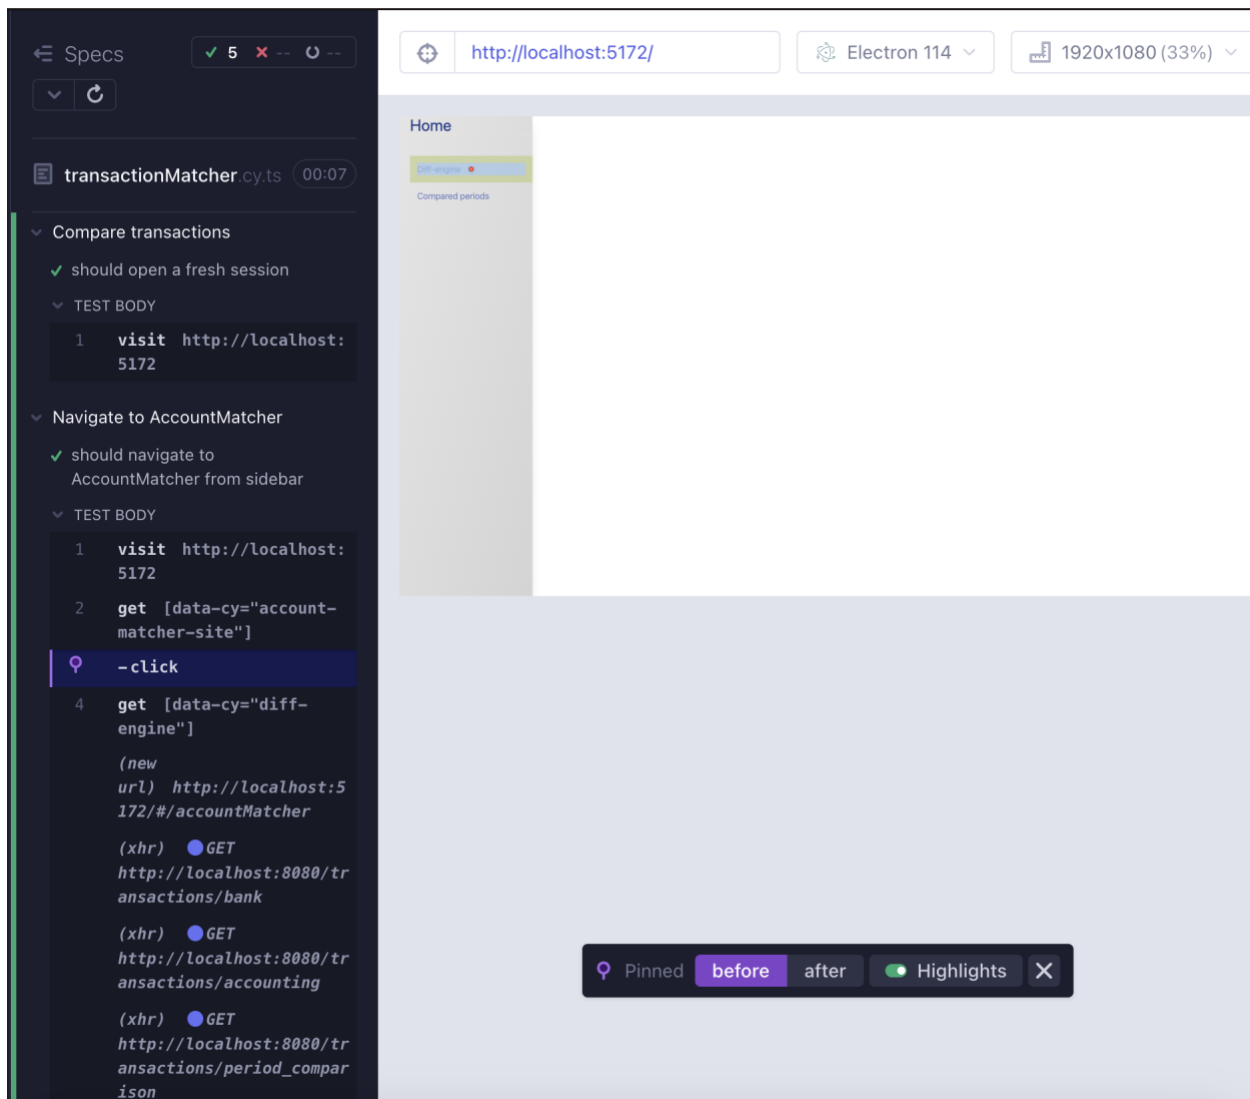 Specs
5
--
--
http://localhost:5172/
Electron 114
1920x1080 (33%)
transactionMatcher.cy.ts
00:07
Compare transactions
should open a fresh session
TEST BODY
1 visit http://localhost:
5172
Navigate to AccountMatcher
should navigate to
AccountMatcher from sidebar
TEST BODY
1 visit http://localhost:
5172
2 get [data-cy="account-
matcher-site"]
-click
4 get [data-cy="diff-
engine"]
(new
url) http://localhost:5
172/#/accountMatcher
(xhr) GET
http://localhost:8080/tr
ansactions/bank
(xhr) GET
http://localhost:8080/tr
ansactions/accounting
(xhr) GET
http://localhost:8080/tr
ansactions/period_compar
ison
Home
Diff-engine
Compared periods
Pinned
before
after
Highlights